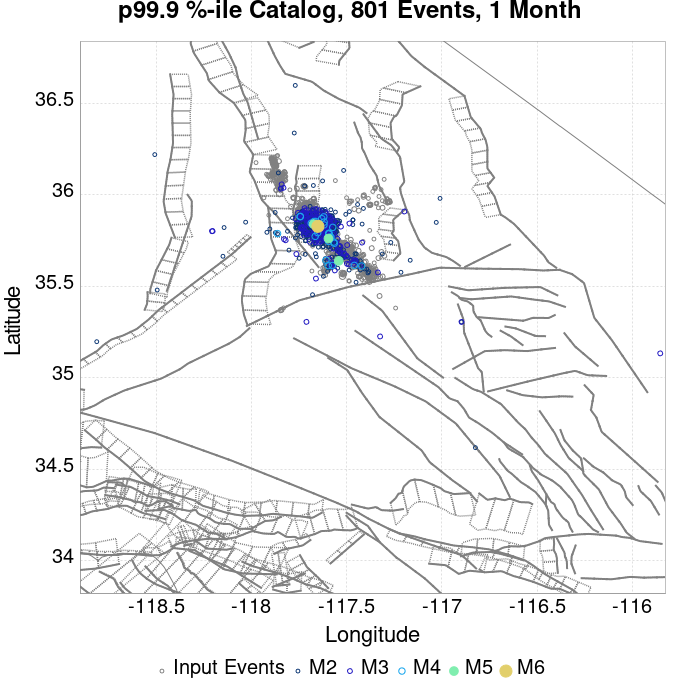 p99.9 %-ile Catalog, 801 Events, 1 Month
36.5
36
35.5
35
34.5
34
Latitude
-118.5 -118 -117.5 -117 -116.5 -116
Longitude
Input Events M2 M3 M4 M5 M6